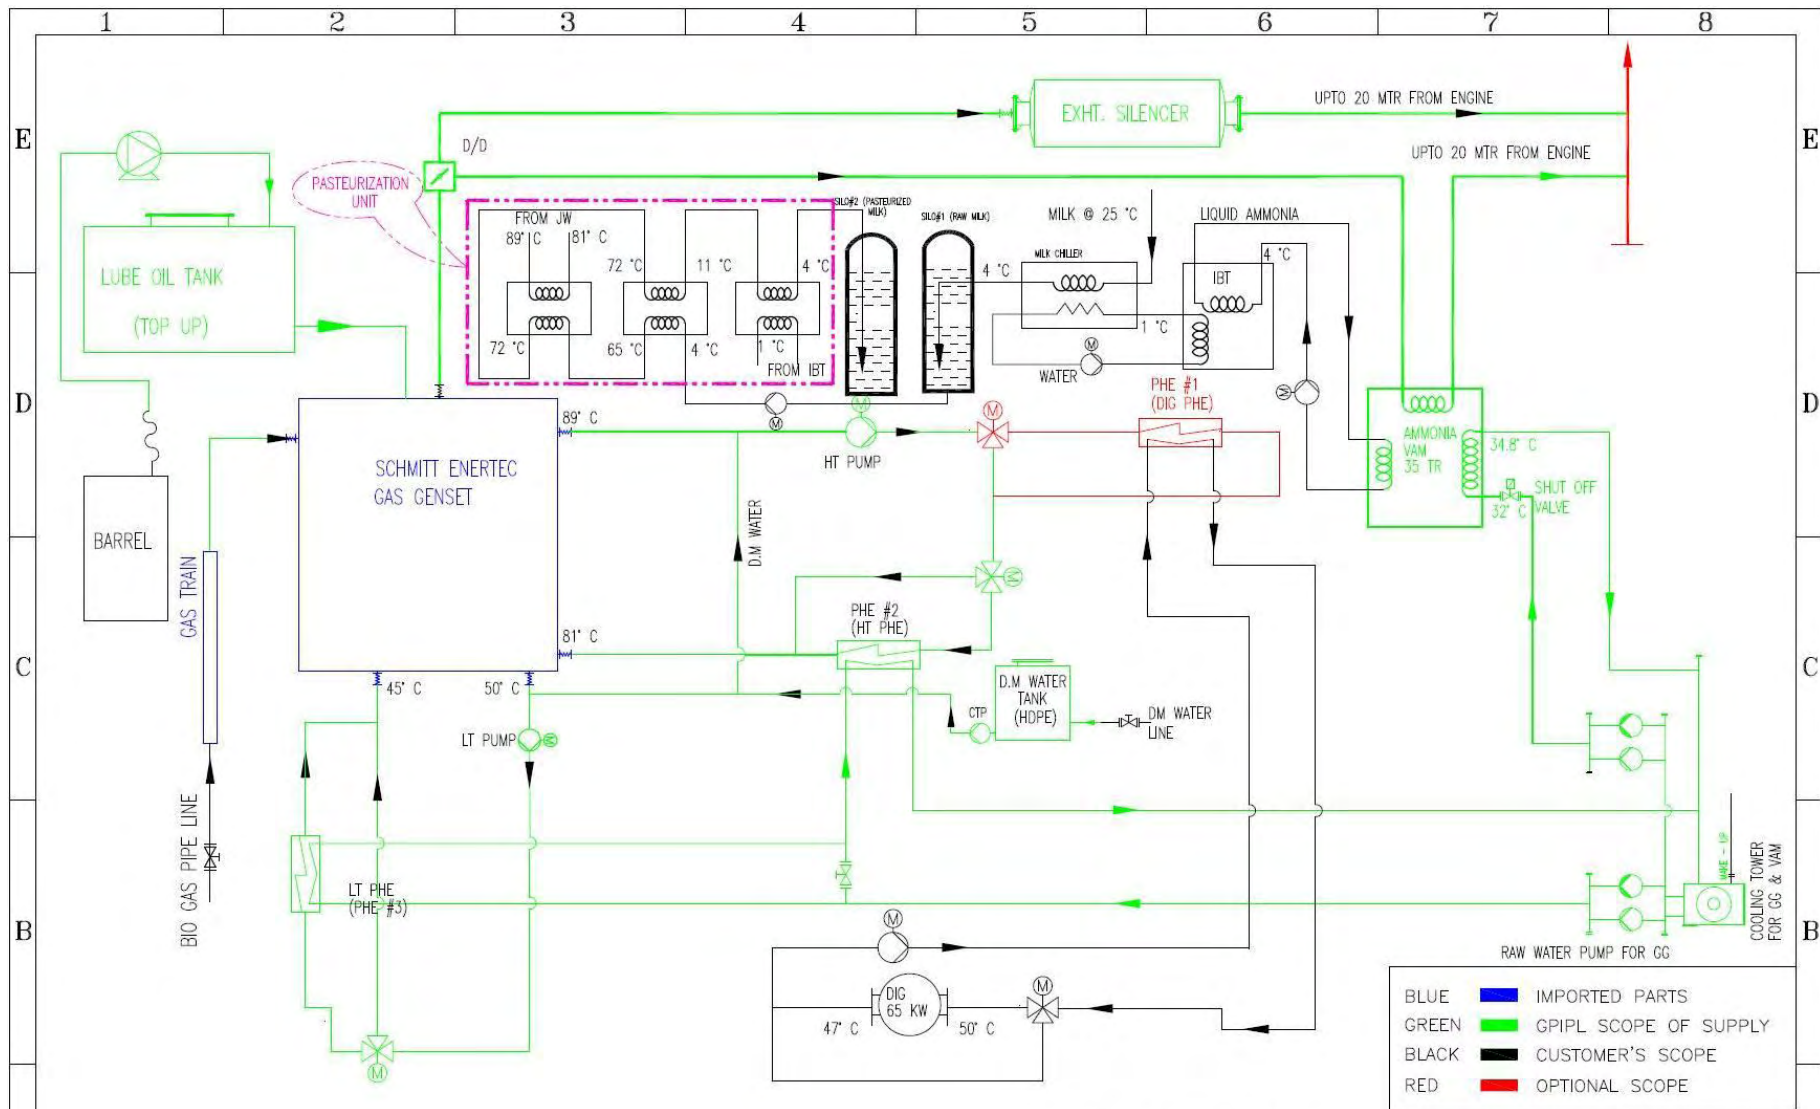 1 2 3 4 5 6 7 8
E
E
D
D
C
C
B
B
D/D
EXHT. SILENCER
UPTO 20 MTR FROM ENGINE
UPTO 20 MTR FROM ENGINE
PASTEURIZATION
UNIT
LUBE OIL TANK
(TOP UP)
FROM JW
89° C
81° C
72 °C
11 °C
4 °C
72 °C
65 °C
4 °C
1 °C
FROM IBT
SILO#2 (PASTEURIZED
MILK)
SILO#1 (RAW MILK)
MILK @ 25 °C
MILK CHILLER
4 °C
1 °C
M
WATER
LIQUID AMMONIA
IBT
4 °C
M
M
BARREL
GAS TRAIN
BIO GAS PIPE LINE
SCHMITT ENERTEC
GAS GENSET
89° C
81° C
45° C
50° C
M
HT PUMP
M
PHE #1
(DIG PHE)
AMMONIA
VAM
35 TR
34.8° C
32° C
SHUT OFF
VALVE
D.M WATER
M
PHE #2
(HT PHE)
D.M WATER
TANK
(HDPE)
CTP
DM WATER
LINE
LT PUMP
M
LT PHE
(PHE #3)
M
M
DIG
65 KW
47° C
50° C
M
MAKE - UP
COOLING TOWER
FOR GG & VAM
RAW WATER PUMP FOR GG
BLUE IMPORTED PARTS
GREEN GPIPL SCOPE OF SUPPLY
BLACK CUSTOMER'S SCOPE
RED OPTIONAL SCOPE